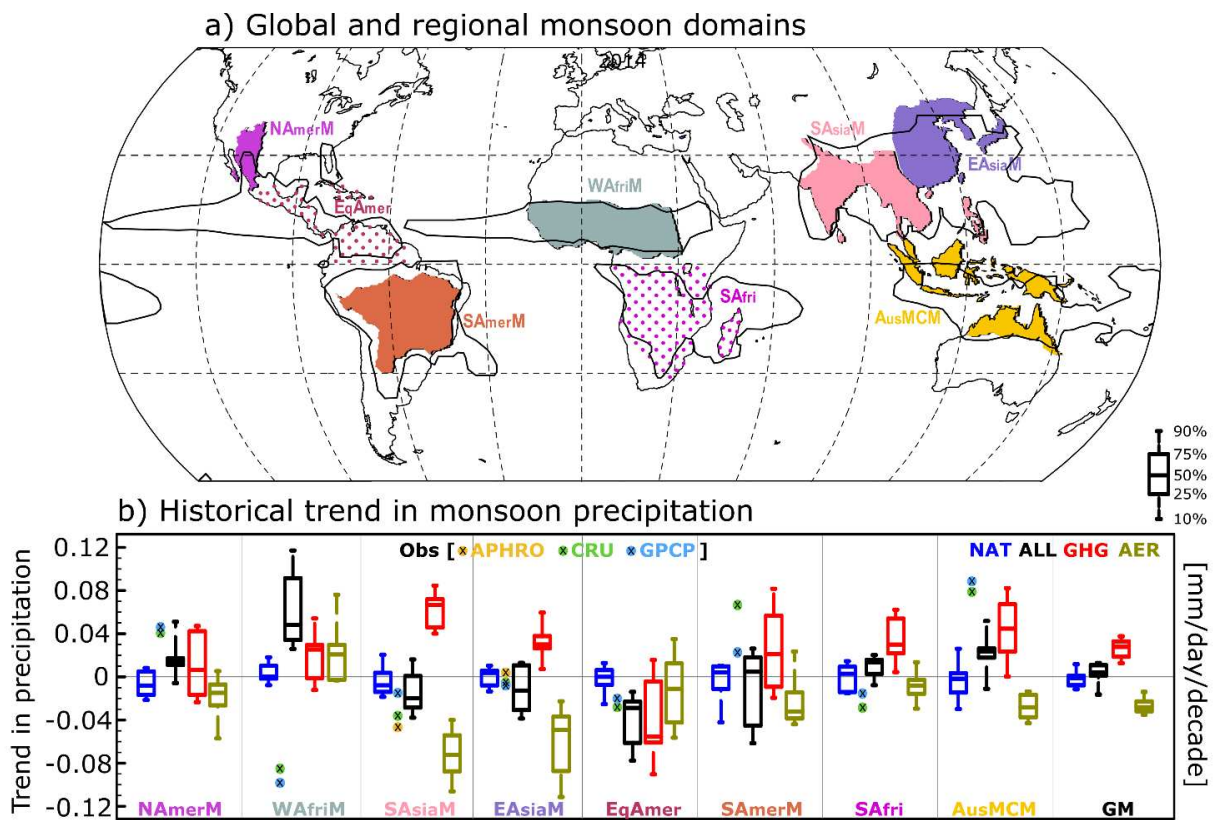 a) Global and regional monsoon domains
2014
NAmerM
SAsiaM
EAsiaM
WAfriM
EqAmer
SAfri
SAmerM
AusMCM
90%
75%
50%
25%
10%
b) Historical trend in monsoon precipitation
Trend in precipitation
0.12
0.08
0.04
0
-0.04
-0.08
-0.12
Obs [ x APHRO x CRU x GPCP ]
NAT ALL GHG AER
[mm/day/decade]
NAmerM WAfriM SAsiaM EAsiaM EqAmer SAmerM SAfri AusMCM GM